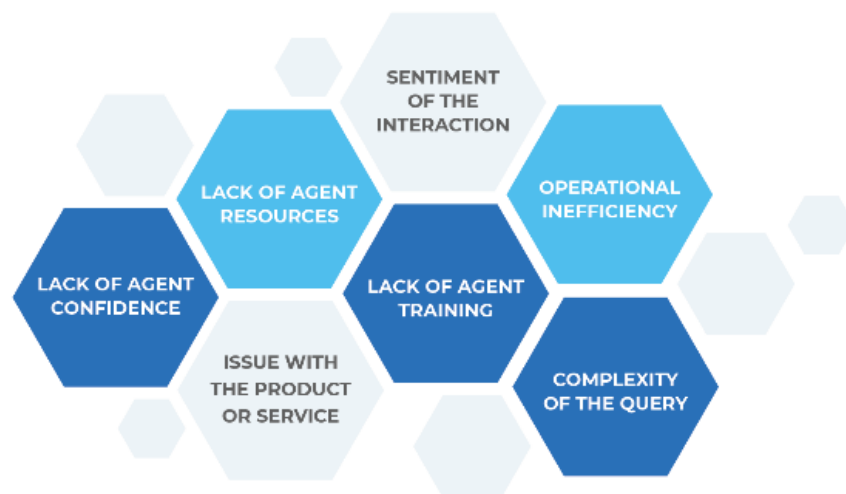 SENTIMENT
OF THE
INTERACTION
LACK OF AGENT
RESOURCES
OPERATIONAL
INEFFICIENCY
LACK OF AGENT
CONFIDENCE
LACK OF AGENT
TRAINING
ISSUE WITH
THE PRODUCT
OR SERVICE
COMPLEXITY
OF THE QUERY